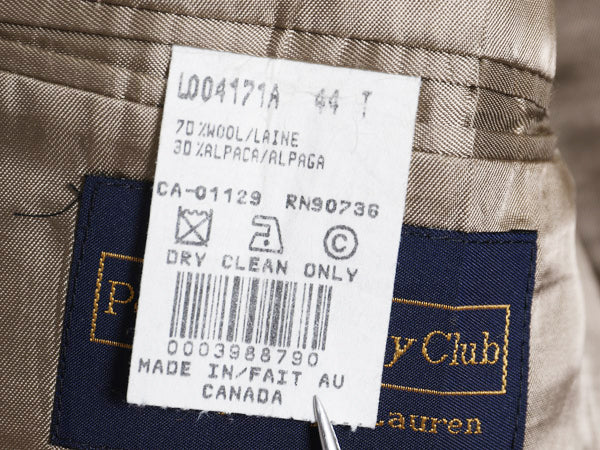 LO04171A 44 T
70%WOOL/LAINE
30%ALPACA/ALPAGA
CA-01129 RN90736
DRY CLEAN ONLY
0003988790
MADE IN/FAIT AU
CANADA
Club
Lauren